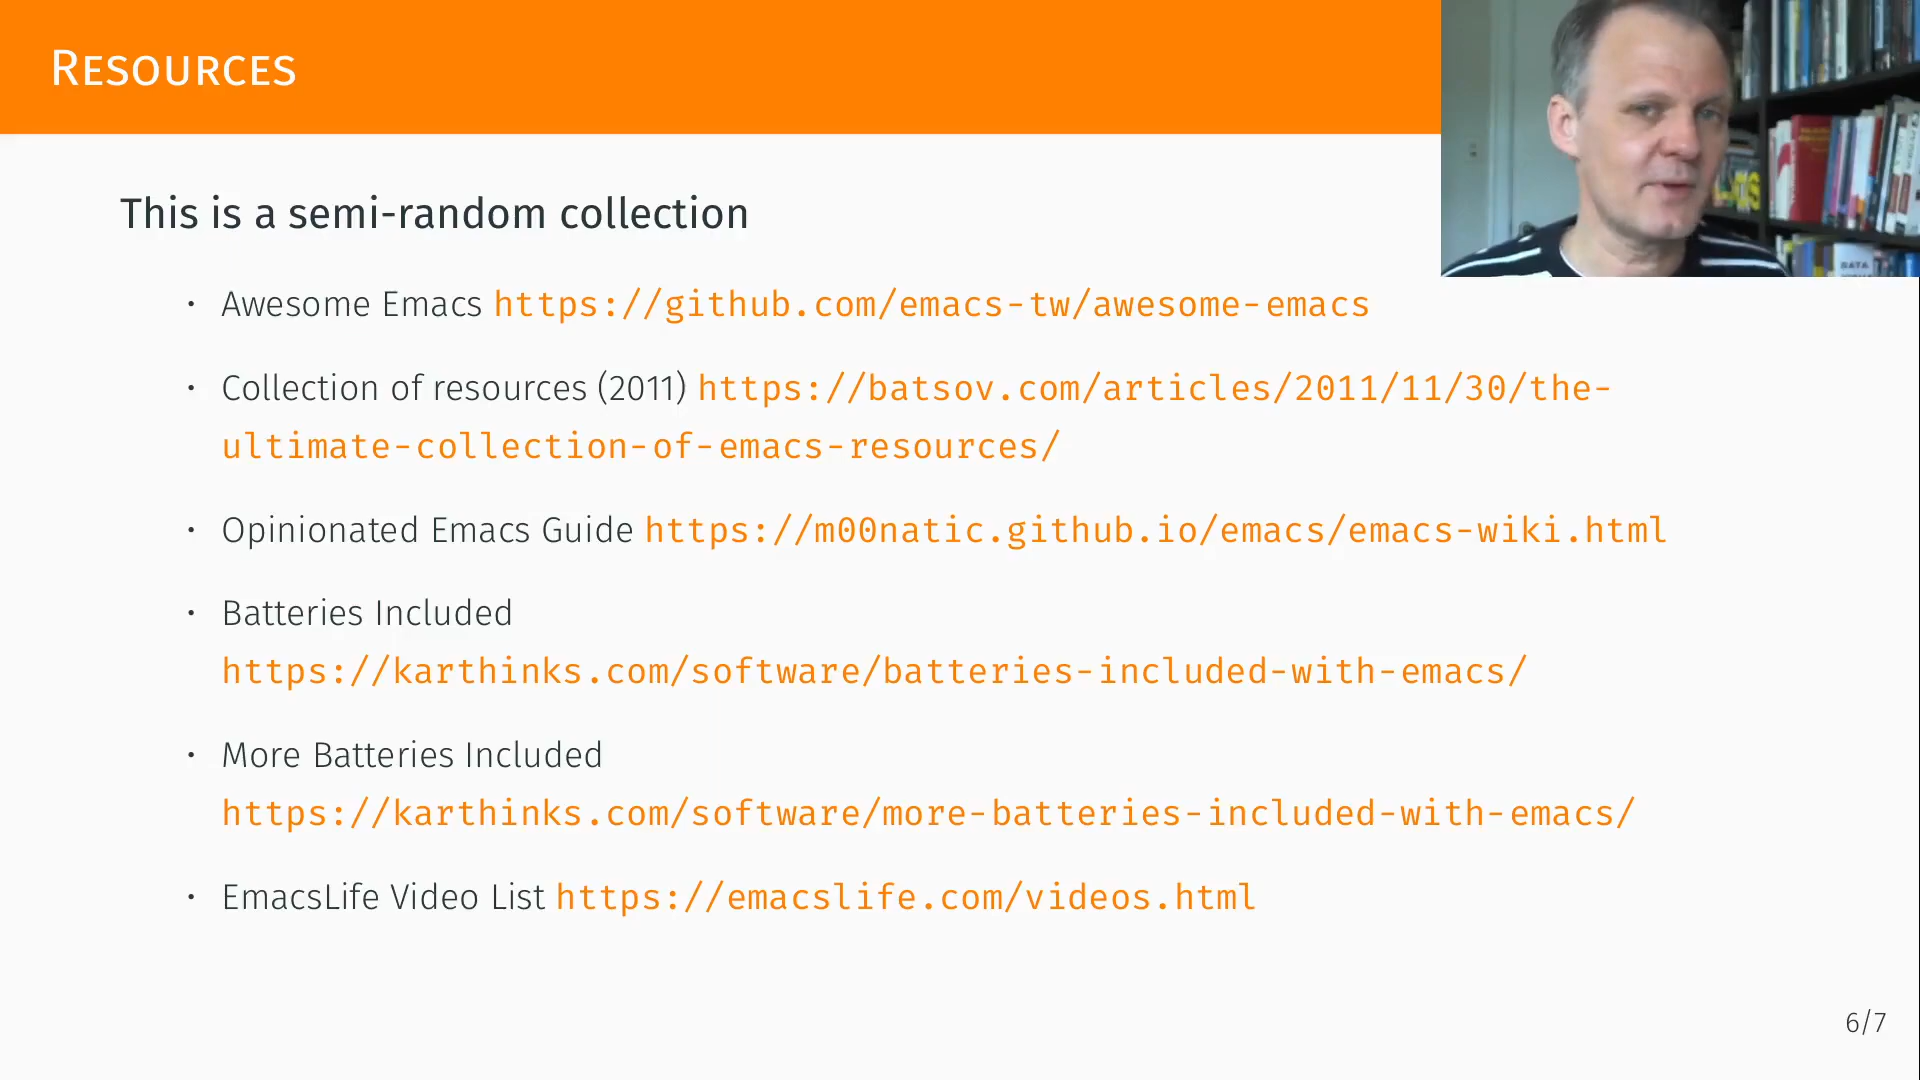 RESOURCES
This is a semi-random collection
• Awesome Emacs https://github.com/emacs-tw/awesome-emacs
• Collection of resources (2011) https://batsov.com/articles/2011/11/30/the-
ultimate-collection-of-emacs-resources/
• Opinionated Emacs Guide https://m00natic.github.io/emacs/emacs-wiki.html
• Batteries Included
https://karthinks.com/software/batteries-included-with-emacs/
• More Batteries Included
https://karthinks.com/software/more-batteries-included-with-emacs/
• EmacsLife Video List https://emacslife.com/videos.html
6/7
DATA